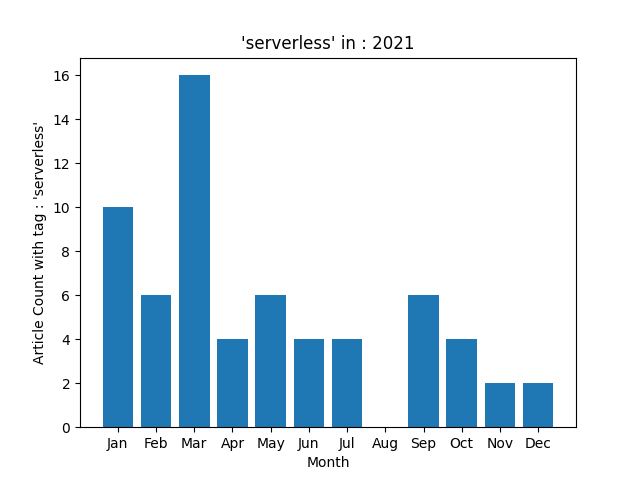 'serverless' in : 2021
Article Count with tag : 'serverless'
16
14
12
10
8
6
4
2
0
Jan Feb Mar Apr May Jun Jul Aug Sep Oct Nov Dec
Month